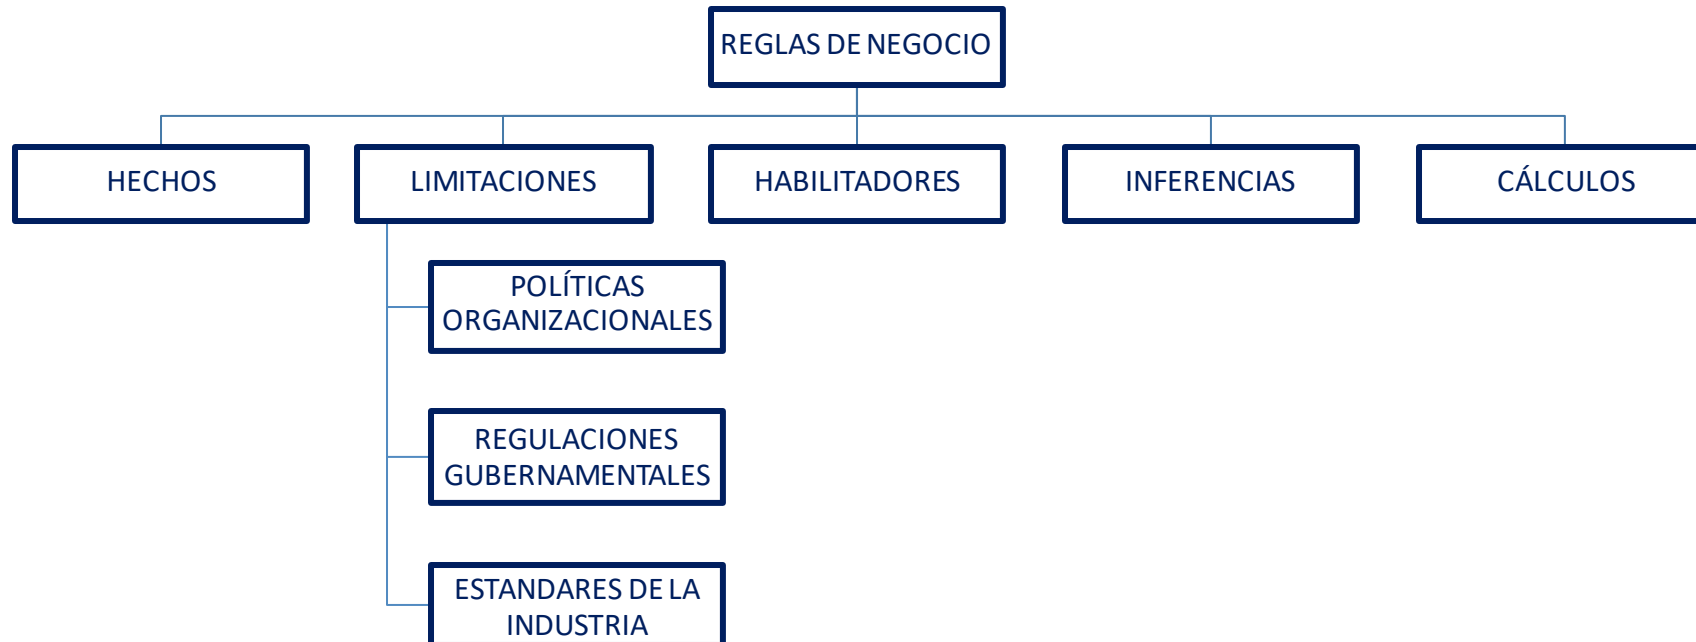 REGLAS DE NEGOCIO
HECHOS
LIMITACIONES
HABILITADORES
INFERENCIAS
CÁLCULOS
POLÍTICAS
ORGANIZACIONALES
REGULACIONES
GUBERNAMENTALES
ESTANDARES DE LA
INDUSTRIA